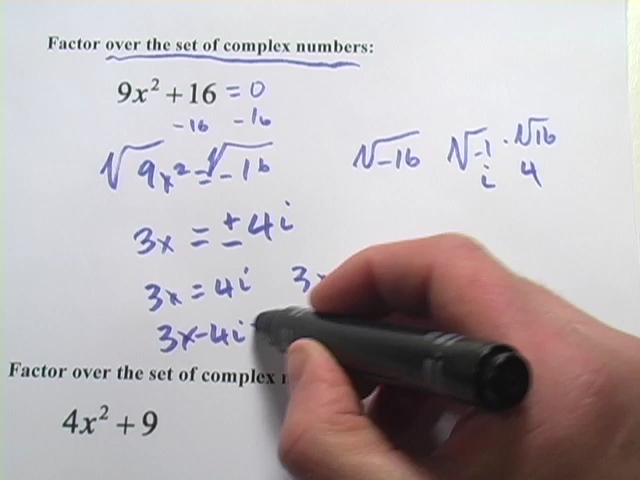 Factor over the set of complex numbers:
9x² + 16 = 0
-16 -16
√9x² = √-16 √-16 √-1 · √16
i 4
3x = ± 4i
3x = 4i 3x
3x - 4i
Factor over the set of complex
4x² + 9